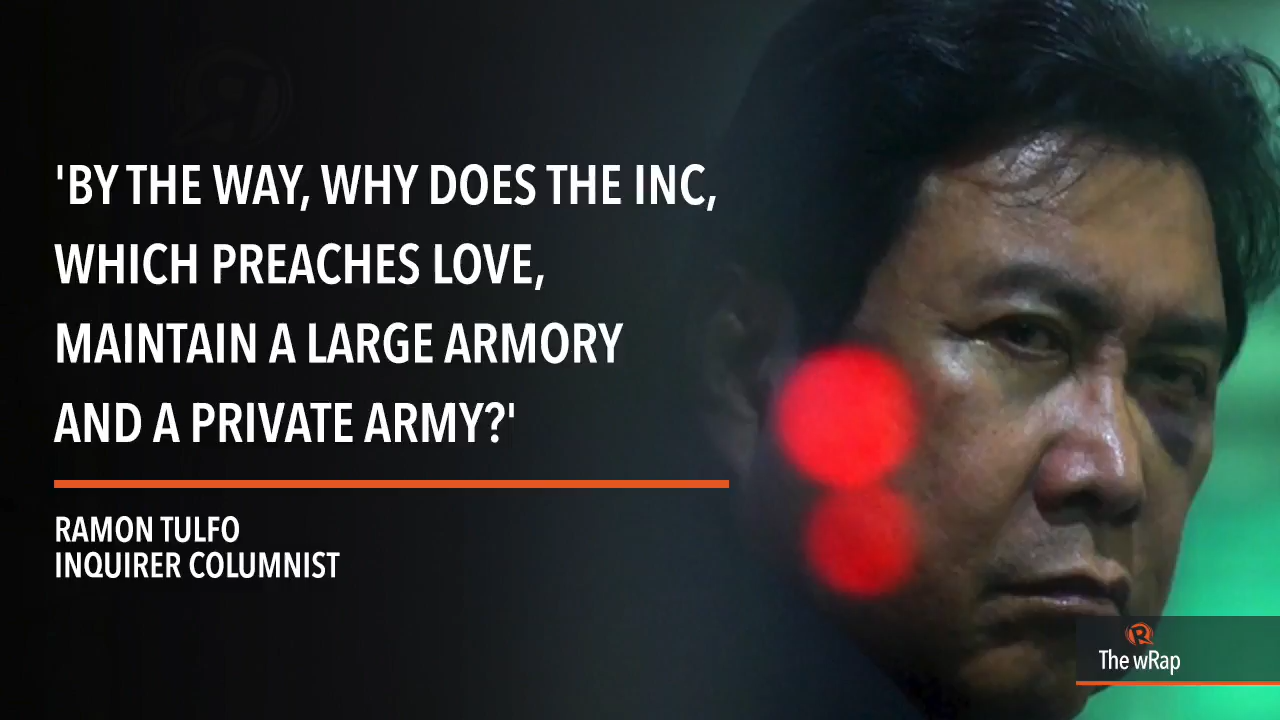 'BY THE WAY, WHY DOES THE INC,
WHICH PREACHES LOVE,
MAINTAIN A LARGE ARMORY
AND A PRIVATE ARMY?'
RAMON TULFO
INQUIRER COLUMNIST
R
The wRap